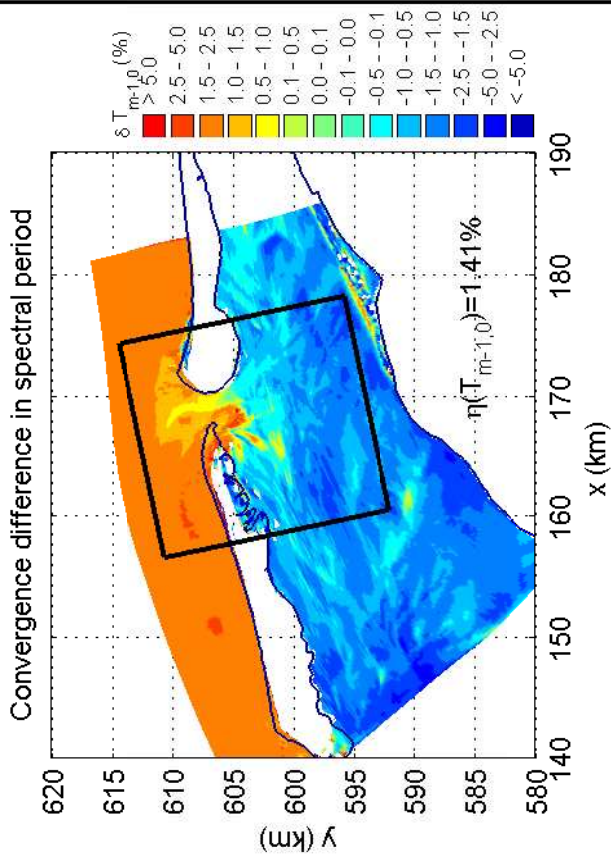 Convergence difference in spectral period
δ T_{m-1,0} (%)
> 5.0
2.5 - 5.0
1.5 - 2.5
1.0 - 1.5
0.5 - 1.0
0.1 - 0.5
0.0 - 0.1
-0.1 - 0.0
-0.5 - -0.1
-1.0 - -0.5
-1.5 - -1.0
-2.5 - -1.5
-5.0 - -2.5
< -5.0
620
615
610
605
600
595
590
585
580
y (km)
η(T_{m-1,0})=1.41%
140
150
160
170
180
190
x (km)